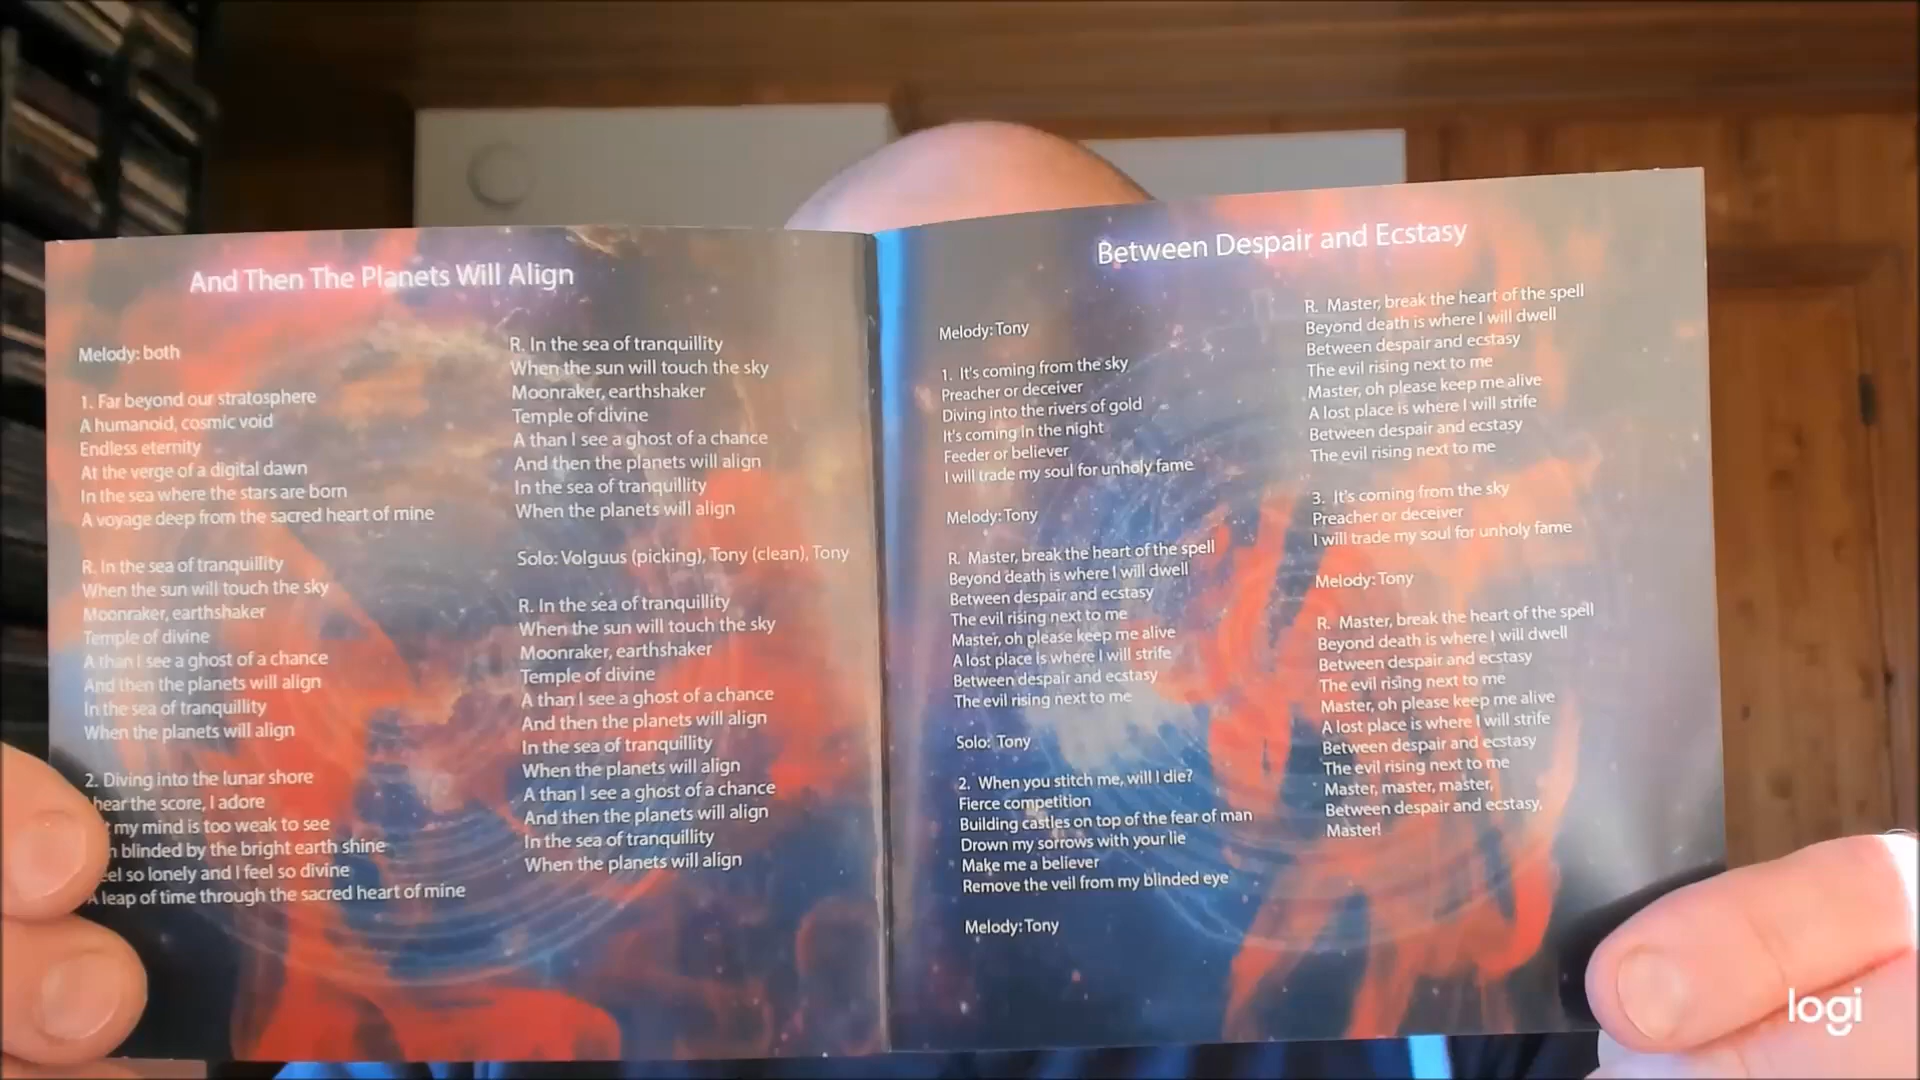 And Then The Planets Will Align
Melody: both
1. Far beyond our stratosphere
A humanoid, cosmic void
Endless eternity
At the verge of a digital dawn
In the sea where the stars are born
A voyage deep from the sacred heart of mine
R. In the sea of tranquillity
When the sun will touch the sky
Moonraker, earthshaker
Temple of divine
A than I see a ghost of a chance
And then the planets will align
In the sea of tranquillity
When the planets will align
2. Diving into the lunar shore
hear the score, I adore
my mind is too weak to see
blinded by the bright earth shine
so lonely and I feel so divine
A leap of time through the sacred heart of mine
R. In the sea of tranquillity
When the sun will touch the sky
Moonraker, earthshaker
Temple of divine
A than I see a ghost of a chance
And then the planets will align
In the sea of tranquillity
When the planets will align
Solo: Volguus (picking), Tony (clean), Tony
R. In the sea of tranquillity
When the sun will touch the sky
Moonraker, earthshaker
Temple of divine
A than I see a ghost of a chance
And then the planets will align
In the sea of tranquillity
When the planets will align
A than I see a ghost of a chance
And then the planets will align
In the sea of tranquillity
When the planets will align
Between Despair and Ecstasy
Melody: Tony
1. It's coming from the sky
Preacher or deceiver
Diving into the rivers of gold
It's coming in the night
Feeder or believer
I will trade my soul for unholy fame
Melody: Tony
R. Master, break the heart of the spell
Beyond death is where I will dwell
Between despair and ecstasy
The evil rising next to me
Master, oh please keep me alive
A lost place is where I will strife
Between despair and ecstasy
The evil rising next to me
Solo: Tony
2. When you stitch me, will I die?
Fierce competition
Building castles on top of the fear of man
Drown my sorrows with your lie
Make me a believer
Remove the veil from my blinded eye
Melody: Tony
R. Master, break the heart of the spell
Beyond death is where I will dwell
Between despair and ecstasy
The evil rising next to me
Master, oh please keep me alive
A lost place is where I will strife
Between despair and ecstasy
The evil rising next to me
3. It's coming from the sky
Preacher or deceiver
I will trade my soul for unholy fame
Melody: Tony
R. Master, break the heart of the spell
Beyond death is where I will dwell
Between despair and ecstasy
The evil rising next to me
Master, oh please keep me alive
A lost place is where I will strife
Between despair and ecstasy
The evil rising next to me
Master, master, master,
Between despair and ecstasy,
Master!
logi